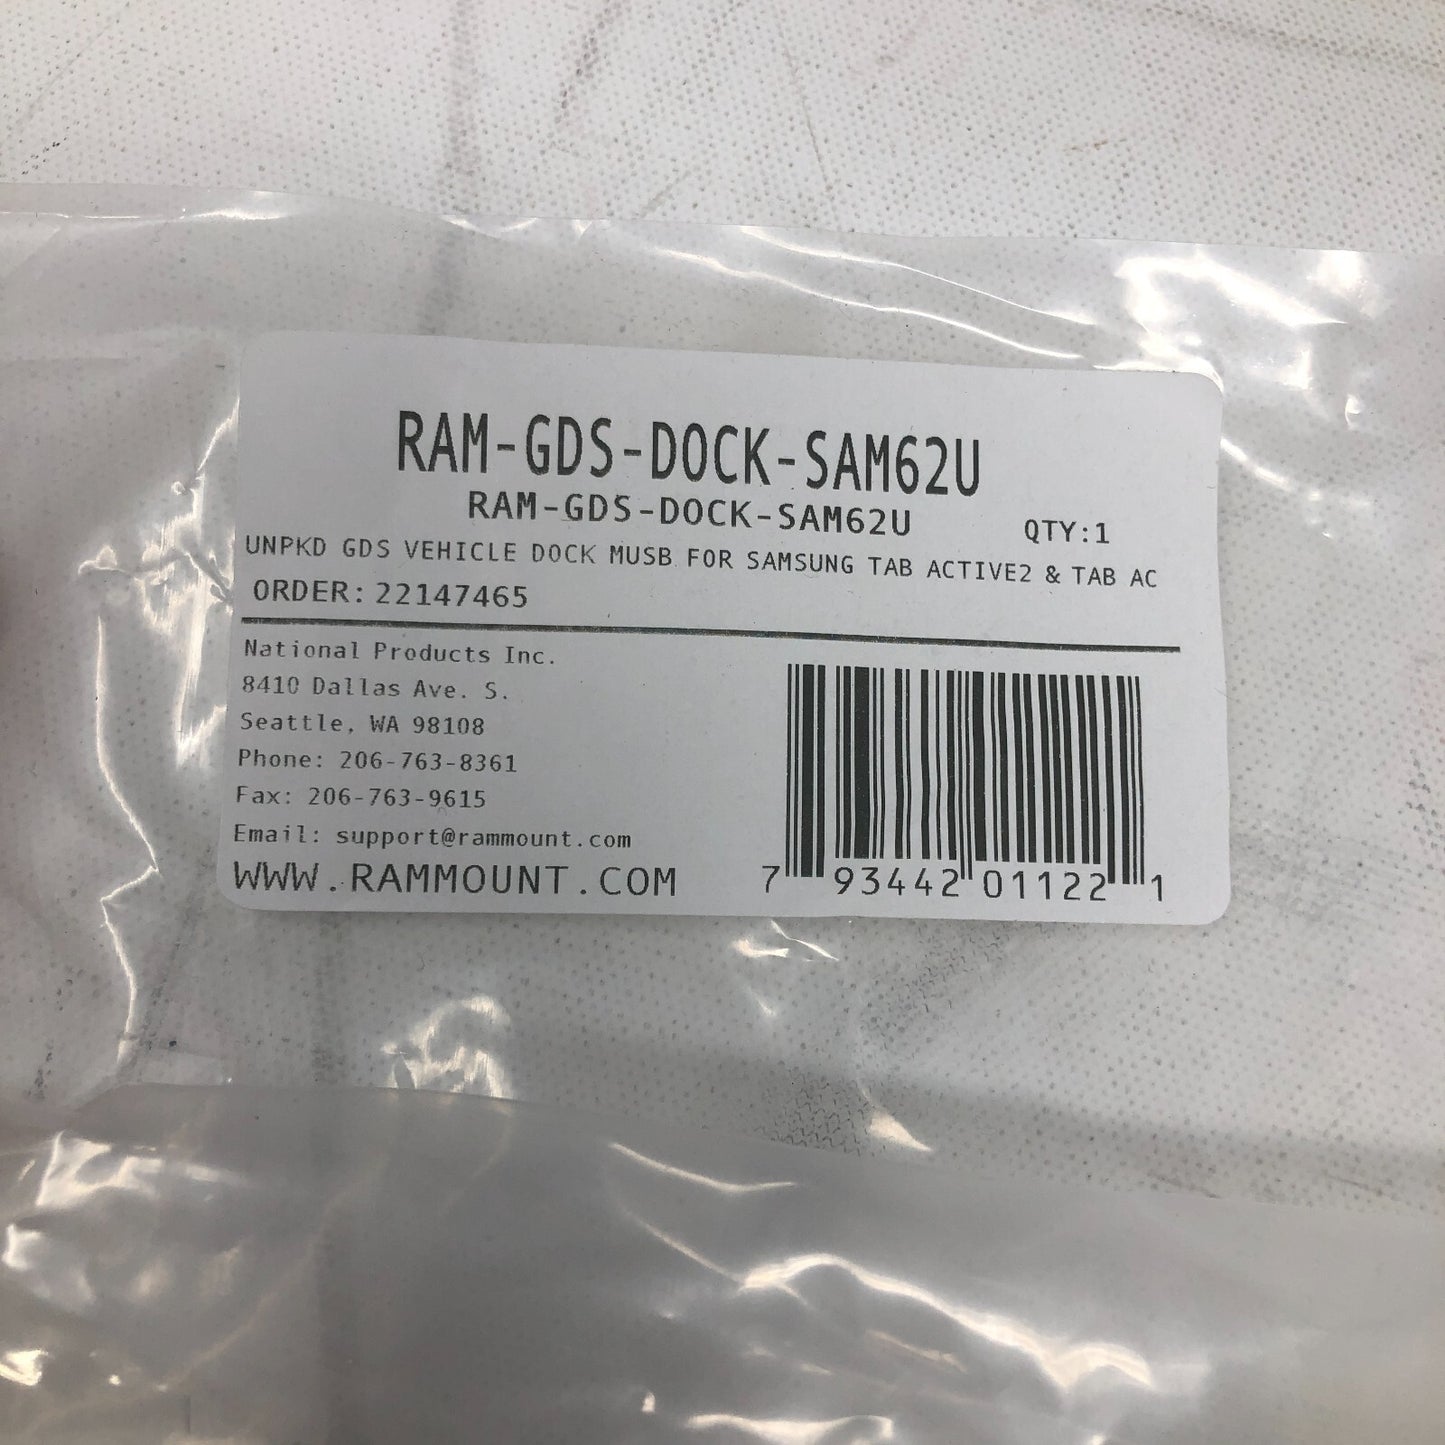 RAM-GDS-DOCK-SAM62U
RAM-GDS-DOCK-SAM62U QTY:1
UNPKD GDS VEHICLE DOCK MUSB FOR SAMSUNG TAB ACTIVE2 & TAB AC
ORDER: 22147465
National Products Inc.
8410 Dallas Ave. S.
Seattle, WA 98108
Phone: 206-763-8361
Fax: 206-763-9615
Email: support@rammount.com
WWW.RAMMOUNT.COM
7 93442 01122 1